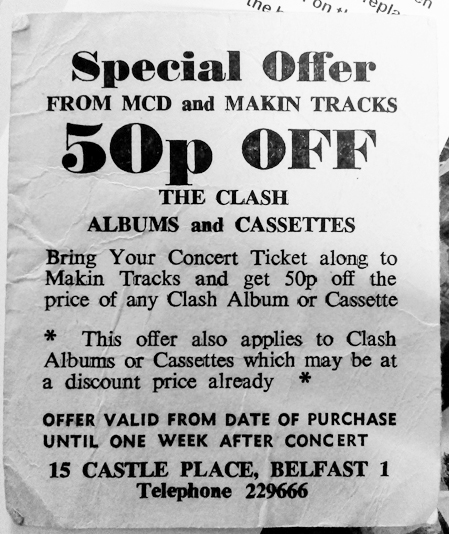 the
on
repla
Special Offer
FROM MCD and MAKIN TRACKS
50p OFF
THE CLASH
ALBUMS and CASSETTES
Bring Your Concert Ticket along to
Makin Tracks and get 50p off the
price of any Clash Album or Cassette
* This offer also applies to Clash
Albums or Cassettes which may be at
a discount price already *
OFFER VALID FROM DATE OF PURCHASE
UNTIL ONE WEEK AFTER CONCERT
15 CASTLE PLACE, BELFAST 1
Telephone 229666